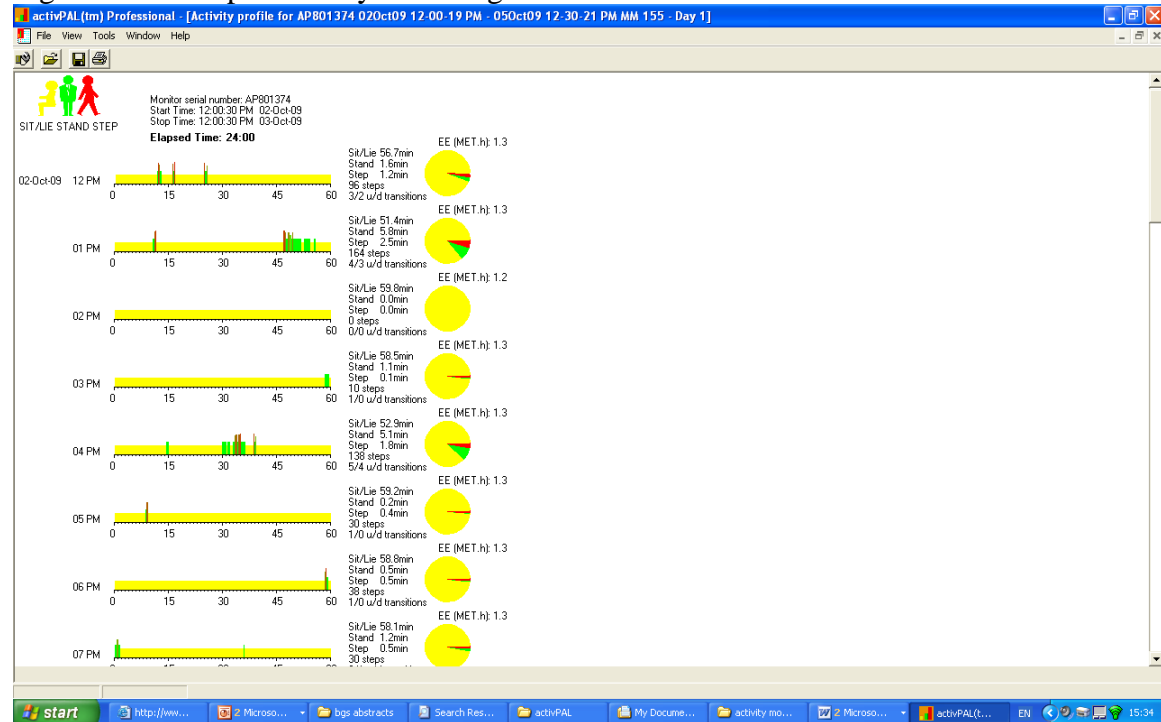 activPAL(tm) Professional - [Activity profile for AP801374 02Oct09 12-00-19 PM - 05Oct09 12-30-21 PM MM 155 - Day 1]
File View Tools Window Help
SIT/LIE STAND STEP
Monitor serial number: AP801374
Start Time: 12:00:30 PM 02-Oct-09
Stop Time: 12:00:30 PM 03-Oct-09
Elapsed Time: 24:00
EE (MET.h): 1.3
02-Oct-09 12 PM
0 15 30 45 60
Sit/Lie 56.7min
Stand 1.6min
Step 1.2min
96 steps
3/2 u/d transitions
EE (MET.h): 1.3
01 PM
0 15 30 45 60
Sit/Lie 51.4min
Stand 5.8min
Step 2.5min
164 steps
4/3 u/d transitions
EE (MET.h): 1.2
02 PM
0 15 30 45 60
Sit/Lie 59.8min
Stand 0.0min
Step 0.0min
0 steps
0/0 u/d transitions
EE (MET.h): 1.3
03 PM
0 15 30 45 60
Sit/Lie 58.5min
Stand 1.1min
Step 0.1min
10 steps
1/0 u/d transitions
EE (MET.h): 1.3
04 PM
0 15 30 45 60
Sit/Lie 52.9min
Stand 5.1min
Step 1.8min
138 steps
5/4 u/d transitions
EE (MET.h): 1.3
05 PM
0 15 30 45 60
Sit/Lie 59.2min
Stand 0.2min
Step 0.4min
30 steps
1/0 u/d transitions
EE (MET.h): 1.3
06 PM
0 15 30 45 60
Sit/Lie 58.8min
Stand 0.5min
Step 0.5min
38 steps
1/0 u/d transitions
EE (MET.h): 1.3
07 PM
Sit/Lie 58.1min
Stand 1.2min
Step 0.5min
30 steps
start http://ww... 2 Microso... bgs abstracts Search Res... activPAL My Docume... activity mo... 2 Microso... activPAL(t... EN 15:34